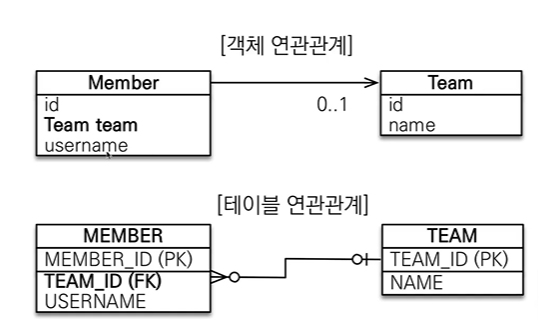 [객체 연관관계]
Member
id
Team team
username
0..1
Team
id
name
[테이블 연관관계]
MEMBER
MEMBER_ID (PK)
TEAM_ID (FK)
USERNAME
TEAM
TEAM_ID (PK)
NAME